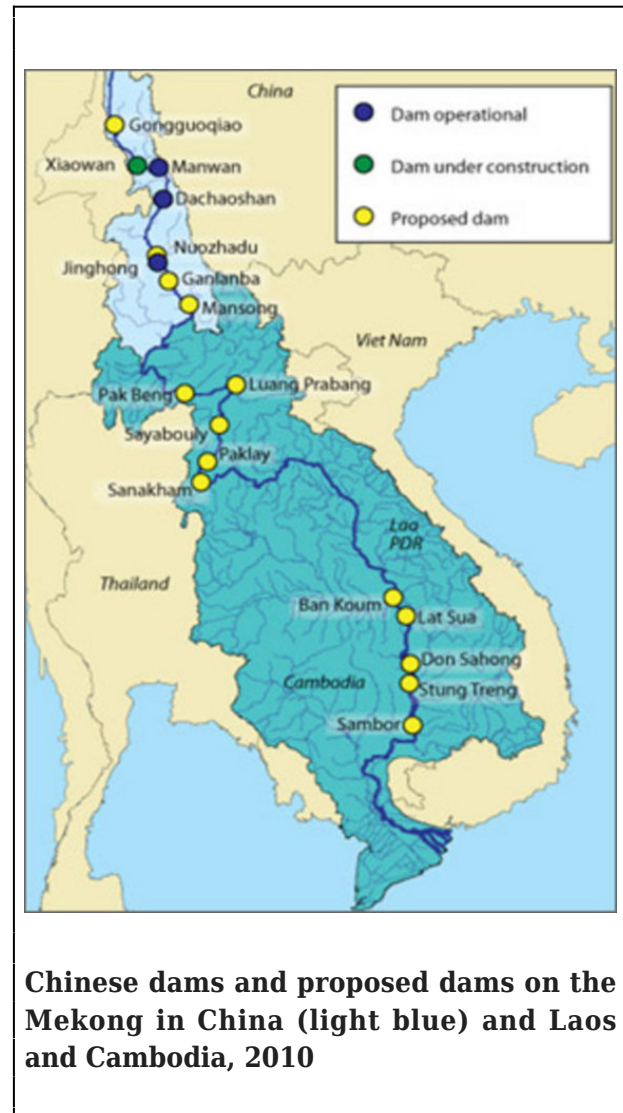 China
Dam operational
Dam under construction
Proposed dam
Gongguoqiao
Xiaowan
Manwan
Dachaoshan
Nuozhadu
Jinghong
Ganlanba
Mansong
Viet Nam
Pak Beng
Luang Prabang
Sayabouly
Paklay
Sanakham
Lao
PDR
Thailand
Ban Koum
Lat Sua
Don Sahong
Cambodia
Stung Treng
Sambor
Chinese dams and proposed dams on the
Mekong in China (light blue) and Laos
and Cambodia, 2010